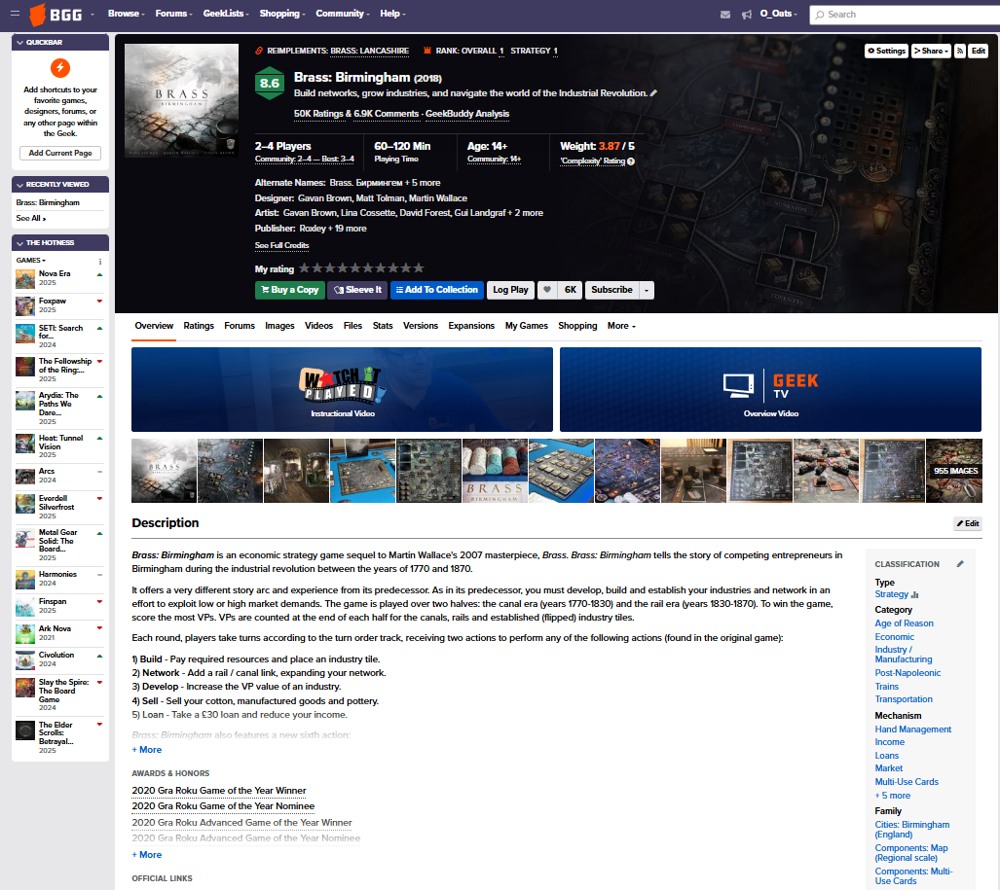 BGG
Browse
Forums
GeekLists
Shopping
Community
Help
O_Oats
Search
QUICKBAR
Add shortcuts to your
favorite games,
designers, forums, or
any other page within
the Geek.
Add Current Page
RECENTLY VIEWED
Brass: Birmingham
See All »
THE HOTNESS
GAMES
Nova Era
2025
Foxpaw
2025
SETI: Search
for...
2024
The Fellowship
of the Ring:...
2025
Arydia: The
Paths We
Dare...
2025
Heat: Tunnel
Vision
2025
Arcs
2024
Everdell
Silverfrost
2025
Metal Gear
Solid: The
Board...
2025
Harmonies
2024
Finspan
2025
Ark Nova
2021
Civolution
2024
Slay the Spire:
The Board
Game
2024
The Elder
Scrolls:
Betrayal...
2025
BRASS
BIRMINGHAM
REIMPLEMENTS: BRASS: LANCASHIRE
RANK: OVERALL 1 STRATEGY 1
Settings
Share
Edit
8.6
Brass: Birmingham (2018)
Build networks, grow industries, and navigate the world of the Industrial Revolution.
50K Ratings & 6.9K Comments · GeekBuddy Analysis
2–4 Players
Community: 2–4 — Best: 3–4
60–120 Min
Playing Time
Age: 14+
Community: 14+
Weight: 3.87 / 5
'Complexity' Rating
Alternate Names: Brass. Бирмингем + 5 more
Designer: Gavan Brown, Matt Tolman, Martin Wallace
Artist: Gavan Brown, Lina Cossette, David Forest, Gui Landgraf + 2 more
Publisher: Roxley + 19 more
See Full Credits
My rating
Buy a Copy
Sleeve It
Add To Collection
Log Play
6K
Subscribe
NUNEATON
COVENTRY
Overview
Ratings
Forums
Images
Videos
Files
Stats
Versions
Expansions
My Games
Shopping
More
WATCH IT
PLAYED!
Instructional Video
GEEK
TV
Overview Video
BRASS
BRASS
BIRMINGHAM
955 IMAGES
Description
Edit
Brass: Birmingham is an economic strategy game sequel to Martin Wallace's 2007 masterpiece, Brass. Brass: Birmingham tells the story of competing entrepreneurs in
Birmingham during the industrial revolution between the years of 1770 and 1870.
It offers a very different story arc and experience from its predecessor. As in its predecessor, you must develop, build and establish your industries and network in an
effort to exploit low or high market demands. The game is played over two halves: the canal era (years 1770-1830) and the rail era (years 1830-1870). To win the game,
score the most VPs. VPs are counted at the end of each half for the canals, rails and established (flipped) industry tiles.
Each round, players take turns according to the turn order track, receiving two actions to perform any of the following actions (found in the original game):
1) Build - Pay required resources and place an industry tile.
2) Network - Add a rail / canal link, expanding your network.
3) Develop - Increase the VP value of an industry.
4) Sell - Sell your cotton, manufactured goods and pottery.
5) Loan - Take a £30 loan and reduce your income.
Brass: Birmingham also features a new sixth action:
+ More
AWARDS & HONORS
2020 Gra Roku Game of the Year Winner
2020 Gra Roku Game of the Year Nominee
2020 Gra Roku Advanced Game of the Year Winner
2020 Gra Roku Advanced Game of the Year Nominee
+ More
OFFICIAL LINKS
CLASSIFICATION
Type
Strategy
Category
Age of Reason
Economic
Industry /
Manufacturing
Post-Napoleonic
Trains
Transportation
Mechanism
Hand Management
Income
Loans
Market
Multi-Use Cards
+ 5 more
Family
Cities: Birmingham
(England)
Components: Map
(Regional scale)
Components: Multi-
Use Cards